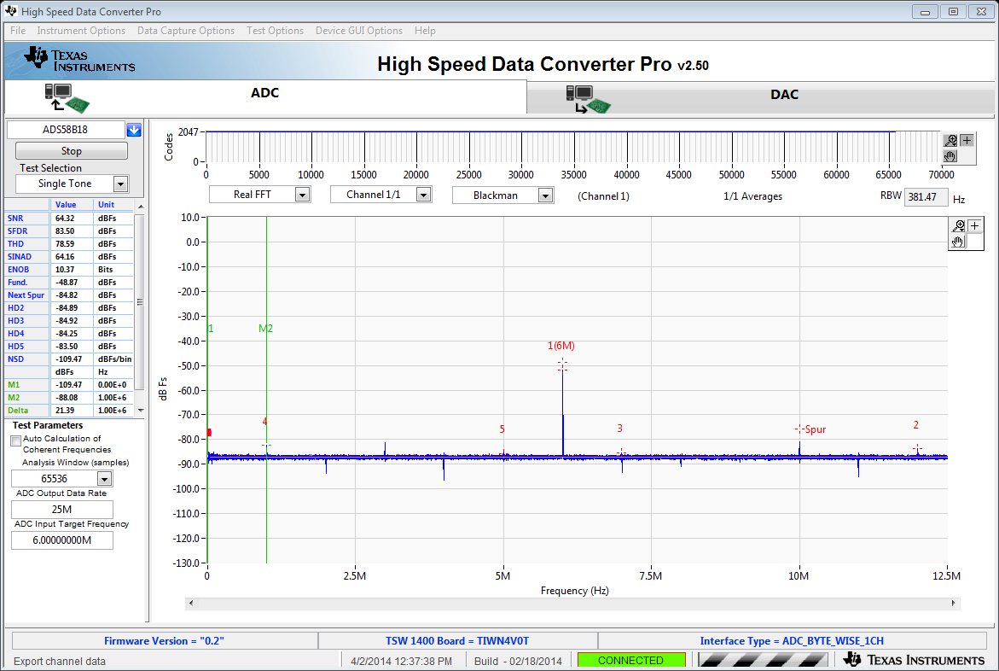 High Speed Data Converter Pro
File Instrument Options Data Capture Options Test Options Device GUI Options Help
TEXAS INSTRUMENTS
High Speed Data Converter Pro v2.50
ADC
DAC
ADS58B18
Stop
Test Selection
Single Tone
Codes
2047
0
0 5000 10000 15000 20000 25000 30000 35000 40000 45000 50000 55000 60000 65000 70000
Real FFT
Channel 1/1
Blackman
(Channel 1)
1/1 Averages
RBW 381.47 Hz
Value Unit
SNR 64.32 dBFs
SFDR 83.50 dBFs
THD 78.59 dBFs
SINAD 64.16 dBFs
ENOB 10.37 Bits
Fund. -48.87 dBFs
Next Spur -84.82 dBFs
HD2 -84.89 dBFs
HD3 -84.92 dBFs
HD4 -84.25 dBFs
HD5 -83.50 dBFs
NSD -109.47 dBFs/bin
dBFs Hz
M1 -109.47 0.00E+0
M2 -88.08 1.00E+6
Delta 21.39 1.00E+6
Test Parameters
Auto Calculation of
Coherent Frequencies
Analysis Window (samples)
65536
ADC Output Data Rate
25M
ADC Input Target Frequency
6.00000000M
dB Fs
10.0
0.0
-10.0
-20.0
-30.0
-40.0
-50.0
-60.0
-70.0
-80.0
-90.0
-100.0
-110.0
-120.0
-130.0
1
M2
1(6M)
4
5
3
Spur
2
0 2.5M 5M 7.5M 10M 12.5M
Frequency (Hz)
Firmware Version = "0.2"
TSW 1400 Board = TIWN4V0T
Interface Type = ADC_BYTE_WISE_1CH
Export channel data
4/2/2014 12:37:38 PM
Build - 02/18/2014
CONNECTED
TEXAS INSTRUMENTS